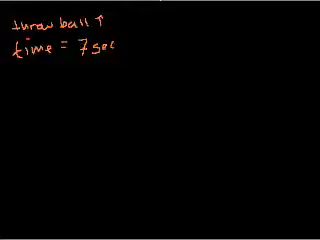 throw ball ↑
time = 7 sec